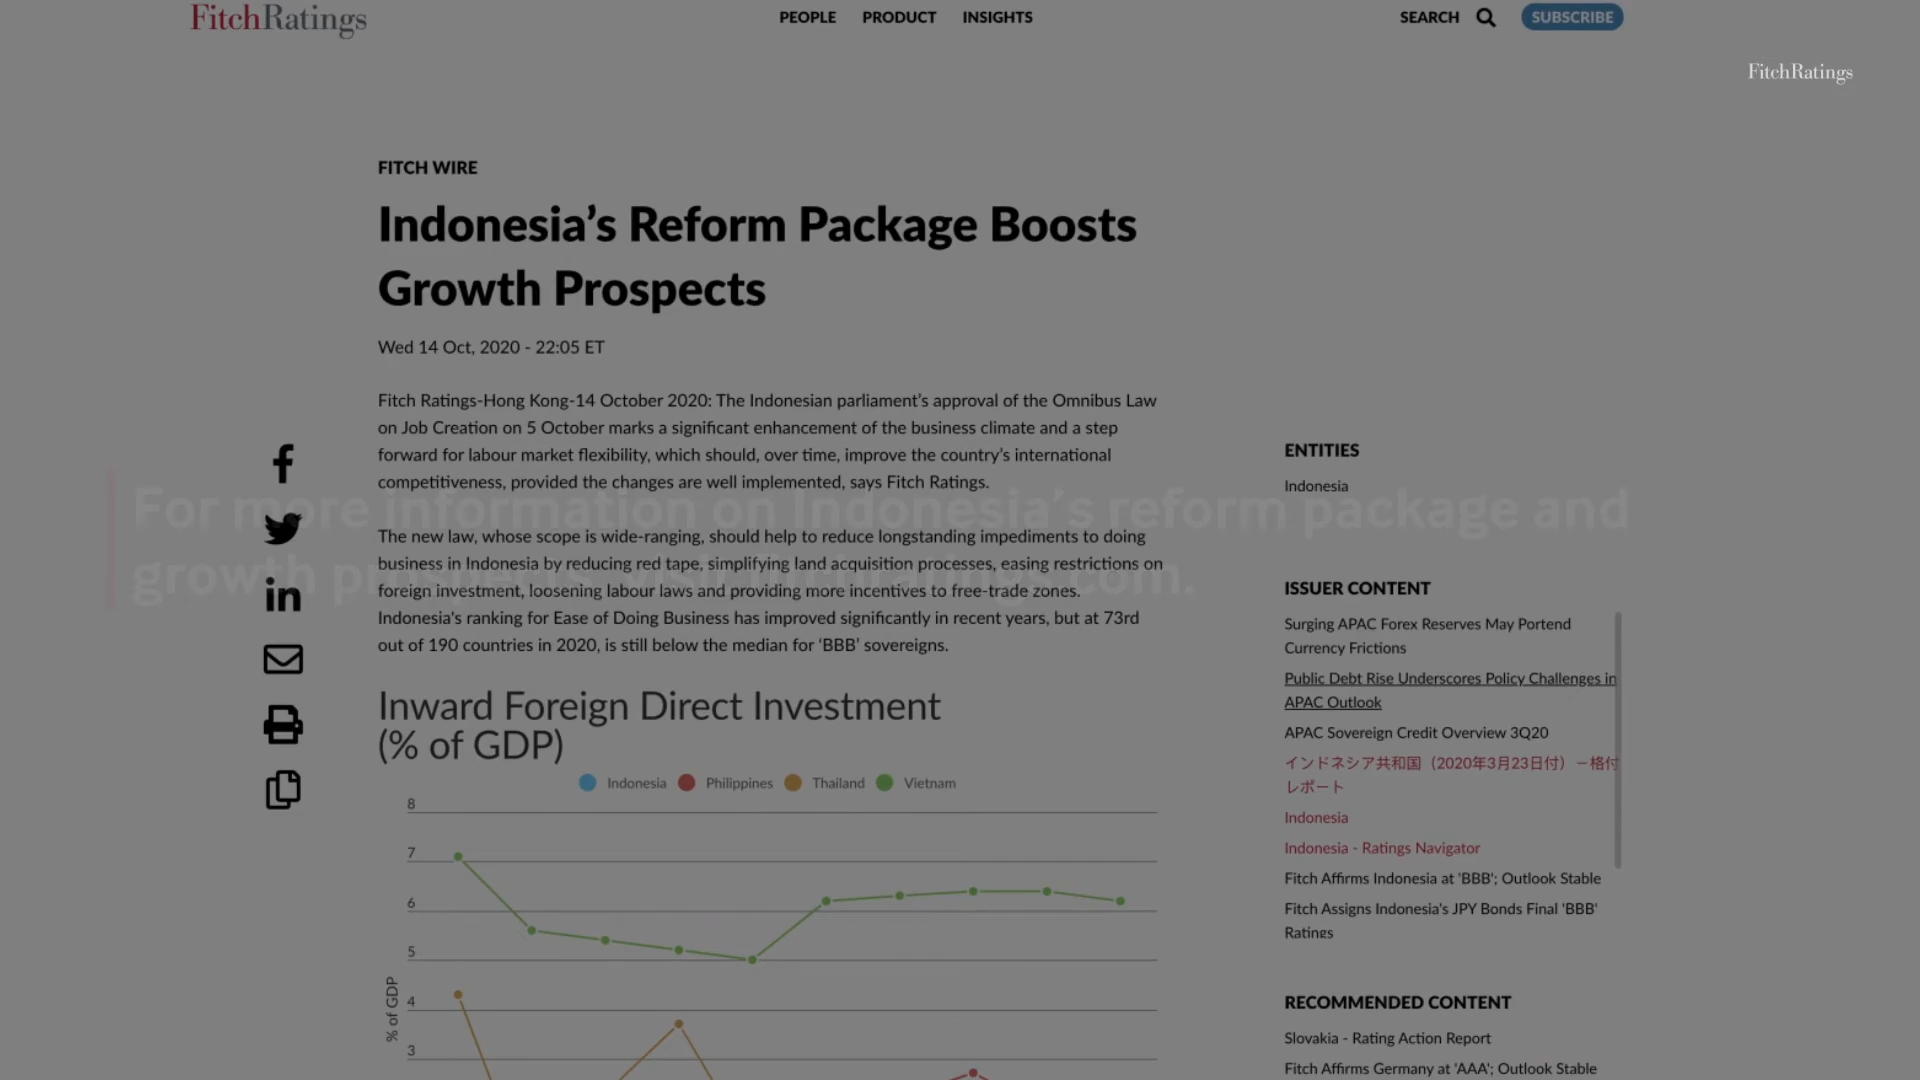 FitchRatings
PEOPLE PRODUCT INSIGHTS
SEARCH SUBSCRIBE
FitchRatings
FITCH WIRE
Indonesia’s Reform Package Boosts
Growth Prospects
Wed 14 Oct, 2020 - 22:05 ET
Fitch Ratings-Hong Kong-14 October 2020: The Indonesian parliament’s approval of the Omnibus Law
on Job Creation on 5 October marks a significant enhancement of the business climate and a step
forward for labour market flexibility, which should, over time, improve the country’s international
competitiveness, provided the changes are well implemented, says Fitch Ratings.
For more information on Indonesia’s reform package and
growth prospects, visit fitchratings.com.
The new law, whose scope is wide-ranging, should help to reduce longstanding impediments to doing
business in Indonesia by reducing red tape, simplifying land acquisition processes, easing restrictions on
foreign investment, loosening labour laws and providing more incentives to free-trade zones.
Indonesia's ranking for Ease of Doing Business has improved significantly in recent years, but at 73rd
out of 190 countries in 2020, is still below the median for ‘BBB’ sovereigns.
Inward Foreign Direct Investment
(% of GDP)
Indonesia Philippines Thailand Vietnam
8
7
6
5
4
3
% of GDP
ENTITIES
Indonesia
ISSUER CONTENT
Surging APAC Forex Reserves May Portend
Currency Frictions
Public Debt Rise Underscores Policy Challenges in
APAC Outlook
APAC Sovereign Credit Overview 3Q20
インドネシア共和国（2020年3月23日付）－格付
レポート
Indonesia
Indonesia - Ratings Navigator
Fitch Affirms Indonesia at 'BBB'; Outlook Stable
Fitch Assigns Indonesia's JPY Bonds Final 'BBB'
Ratings
RECOMMENDED CONTENT
Slovakia - Rating Action Report
Fitch Affirms Germany at 'AAA'; Outlook Stable